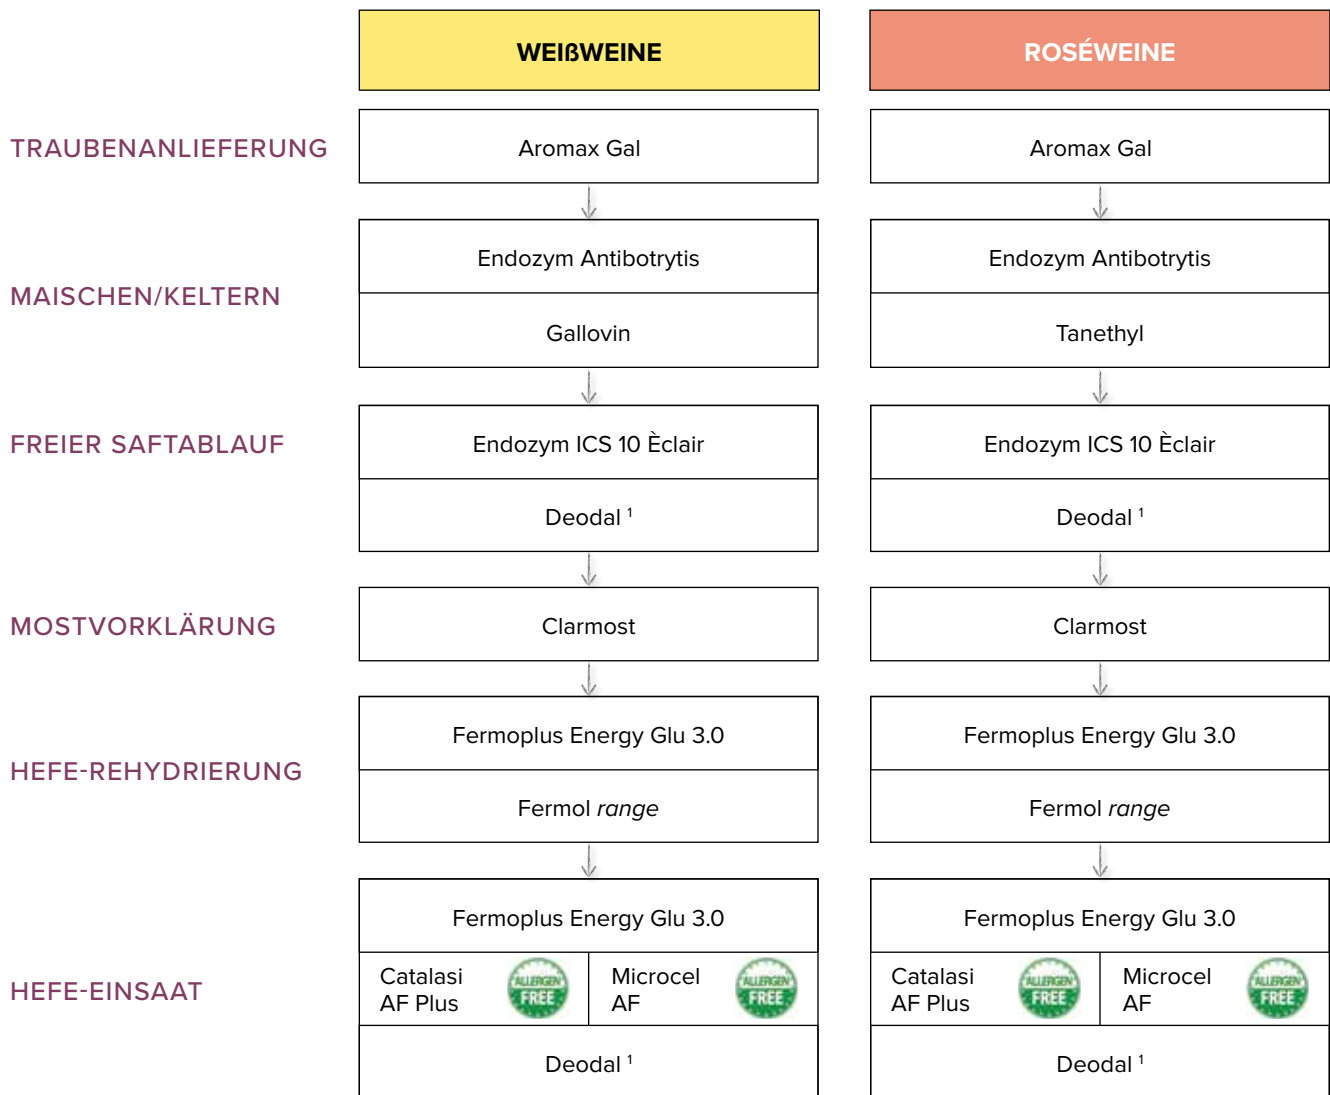 WEIßWEINE
ROSÉWEINE
TRAUBENANLIEFERUNG
Aromax Gal
Aromax Gal
MAISCHEN/KELTERN
Endozym Antibotrytis
Endozym Antibotrytis
Gallovin
Tanethyl
FREIER SAFTABLAUF
Endozym ICS 10 Èclair
Endozym ICS 10 Èclair
Deodal ¹
Deodal ¹
MOSTVORKLÄRUNG
Clarmost
Clarmost
HEFE-REHYDRIERUNG
Fermoplus Energy Glu 3.0
Fermoplus Energy Glu 3.0
Fermol range
Fermol range
HEFE-EINSAAT
Fermoplus Energy Glu 3.0
Fermoplus Energy Glu 3.0
Catalasi
AF Plus
ALLERGEN
FREE
Microcel
AF
ALLERGEN
FREE
Catalasi
AF Plus
ALLERGEN
FREE
Microcel
AF
ALLERGEN
FREE
Deodal ¹
Deodal ¹